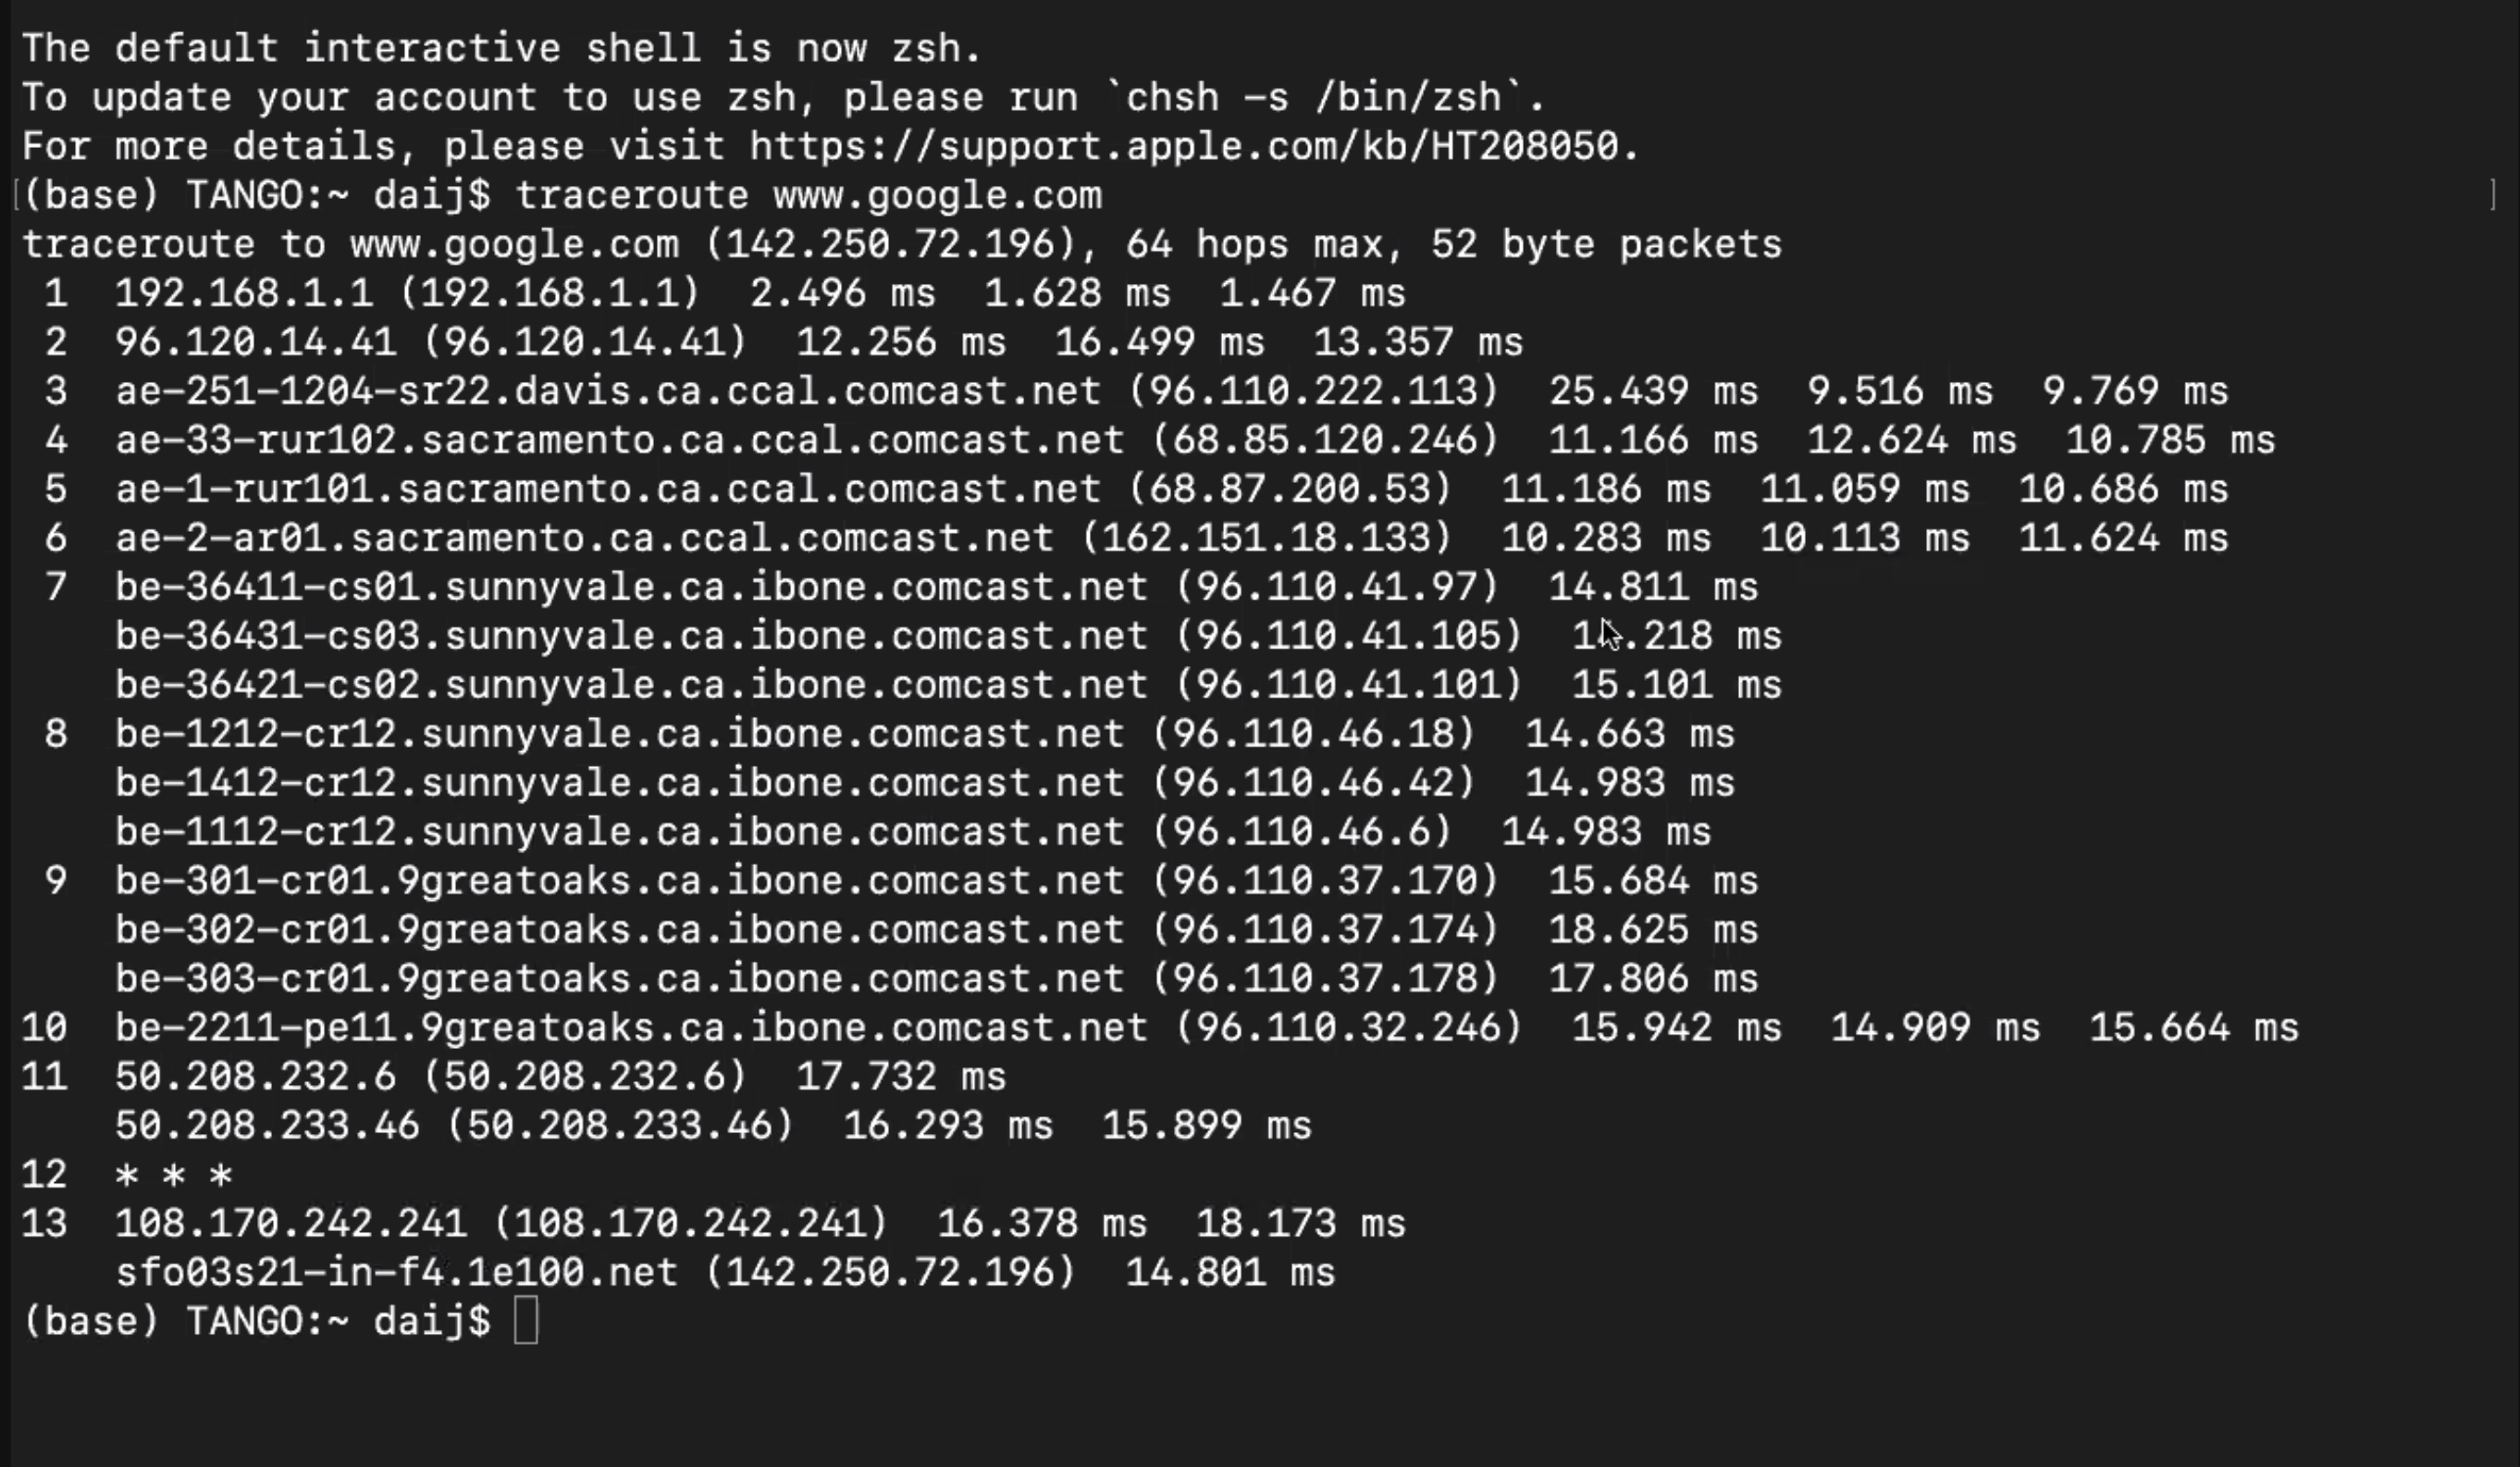 The default interactive shell is now zsh.
To update your account to use zsh, please run `chsh -s /bin/zsh`.
For more details, please visit https://support.apple.com/kb/HT208050.
[(base) TANGO:~ daij$ traceroute www.google.com ]
traceroute to www.google.com (142.250.72.196), 64 hops max, 52 byte packets
 1  192.168.1.1 (192.168.1.1)  2.496 ms  1.628 ms  1.467 ms
 2  96.120.14.41 (96.120.14.41)  12.256 ms  16.499 ms  13.357 ms
 3  ae-251-1204-sr22.davis.ca.ccal.comcast.net (96.110.222.113)  25.439 ms  9.516 ms  9.769 ms
 4  ae-33-rur102.sacramento.ca.ccal.comcast.net (68.85.120.246)  11.166 ms  12.624 ms  10.785 ms
 5  ae-1-rur101.sacramento.ca.ccal.comcast.net (68.87.200.53)  11.186 ms  11.059 ms  10.686 ms
 6  ae-2-ar01.sacramento.ca.ccal.comcast.net (162.151.18.133)  10.283 ms  10.113 ms  11.624 ms
 7  be-36411-cs01.sunnyvale.ca.ibone.comcast.net (96.110.41.97)  14.811 ms
    be-36431-cs03.sunnyvale.ca.ibone.comcast.net (96.110.41.105)  ms
    be-36421-cs02.sunnyvale.ca.ibone.comcast.net (96.110.41.101)  15.101 ms
 8  be-1212-cr12.sunnyvale.ca.ibone.comcast.net (96.110.46.18)  14.663 ms
    be-1412-cr12.sunnyvale.ca.ibone.comcast.net (96.110.46.42)  14.983 ms
    be-1112-cr12.sunnyvale.ca.ibone.comcast.net (96.110.46.6)  14.983 ms
 9  be-301-cr01.9greatoaks.ca.ibone.comcast.net (96.110.37.170)  15.684 ms
    be-302-cr01.9greatoaks.ca.ibone.comcast.net (96.110.37.174)  18.625 ms
    be-303-cr01.9greatoaks.ca.ibone.comcast.net (96.110.37.178)  17.806 ms
10  be-2211-pe11.9greatoaks.ca.ibone.comcast.net (96.110.32.246)  15.942 ms  14.909 ms  15.664 ms
11  50.208.232.6 (50.208.232.6)  17.732 ms
    50.208.233.46 (50.208.233.46)  16.293 ms  15.899 ms
12  * * *
13  108.170.242.241 (108.170.242.241)  16.378 ms  18.173 ms
    sfo03s21-in-f4.1e100.net (142.250.72.196)  14.801 ms
(base) TANGO:~ daij$